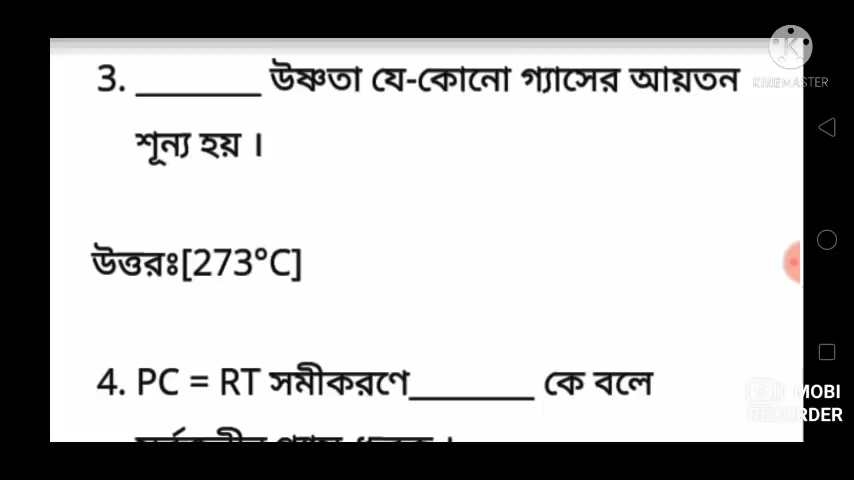 3. ________ উষ্ণতা যে-কোনো গ্যাসের আয়তন
শূন্য হয় ।
উত্তরঃ[273°C]
4. PC = RT সমীকরণে________ কে বলে
KINEMASTER
MOBI
RECORDER